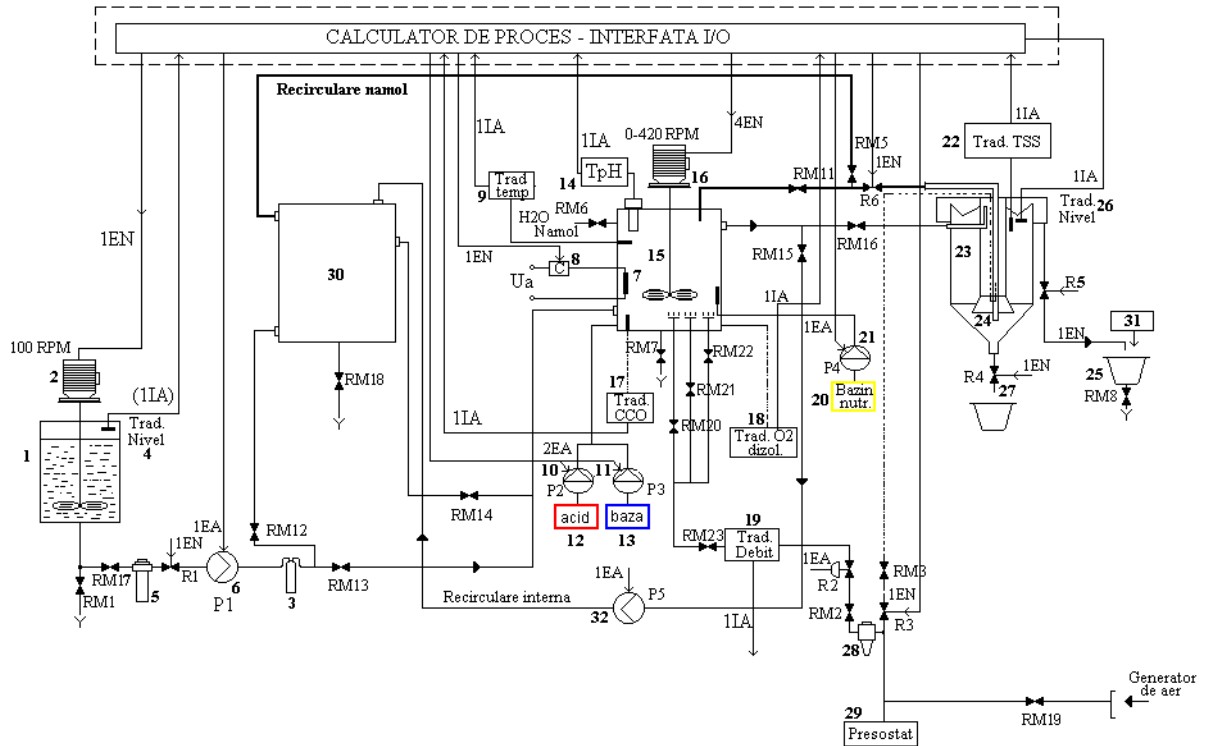 CALCULATOR DE PROCES - INTERFATA I/O
Recirculare namol
1EN
(1IA)
1EA
1IA
1EN
1IA
1IA
0-420 RPM
4EN
RM5
1EN
1IA
22
Trad. TSS
1IA
Trad.
Nivel
26
9
Trad
temp
14
TpH
16
RM6
H2O
Namol
RM11
R6
8
C
Ua
7
15
RM15
RM16
23
24
R5
1EN
31
25
RM8
30
100 RPM
2
Trad.
Nivel
4
1
RM18
RM7
RM22
RM21
RM20
1IA
1EA
21
P4
20
Bazin
nutr.
R4
1EN
27
17
Trad.
CCO
1IA
18
Trad. O2
dizol.
2EA
10
P2
11
P3
acid
12
baza
13
RM12
RM14
RM17
RM1
5
1EN
R1
1EA
6
P1
3
RM13
RM23
19
Trad.
Debit
1IA
1EA
R2
RM2
RM3
1EN
R3
28
Recirculare interna
1EA
P5
32
29
Presostat
RM19
Generator
de aer